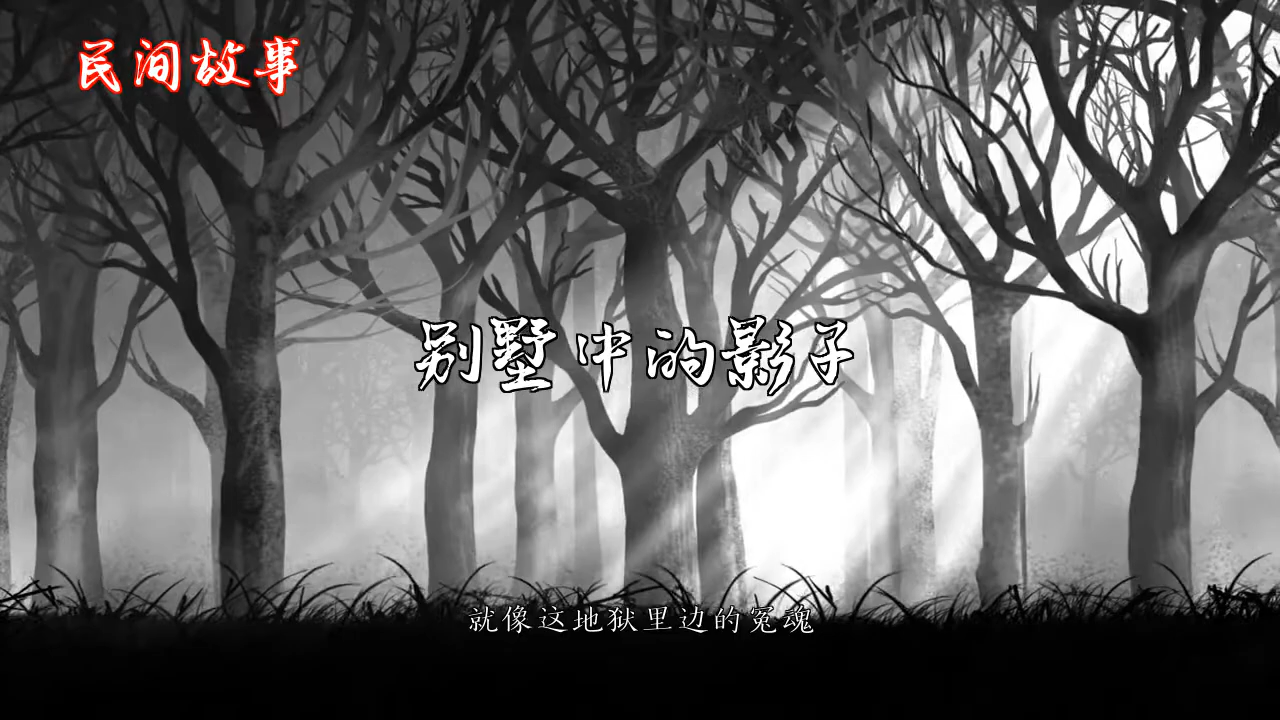 民间故事
别墅中的影子
就像这地狱里边的冤魂